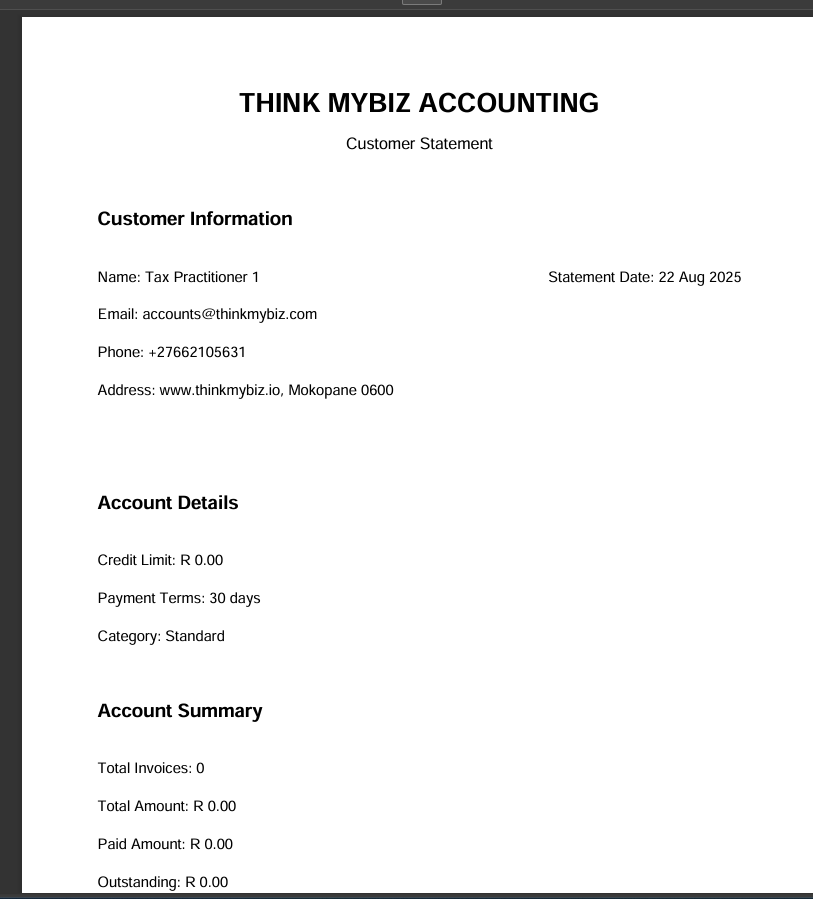 THINK MYBIZ ACCOUNTING
Customer Statement
Customer Information
Name: Tax Practitioner 1
Statement Date: 22 Aug 2025
Email: accounts@thinkmybiz.com
Phone: +27662105631
Address: www.thinkmybiz.io, Mokopane 0600
Account Details
Credit Limit: R 0.00
Payment Terms: 30 days
Category: Standard
Account Summary
Total Invoices: 0
Total Amount: R 0.00
Paid Amount: R 0.00
Outstanding: R 0.00